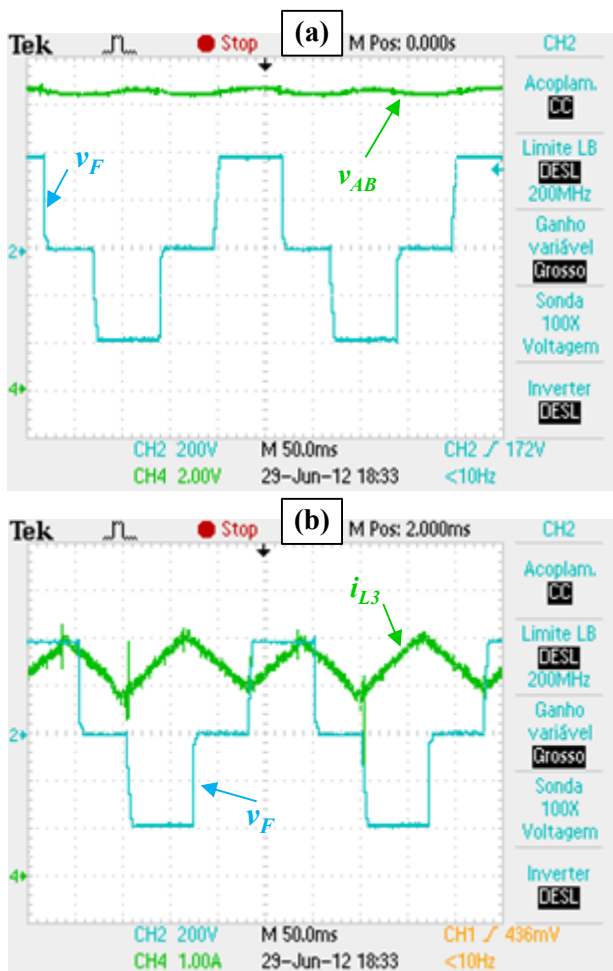 (a)
Tek Stop M Pos: 0.000s CH2
Acoplam.
CC
v_F
v_AB
Limite LB
DESL
200MHz
Ganho
variável
Grosso
2
Sonda
100X
Voltagem
4
Inverter
DESL
CH2 200V M 50.0ms CH2 172V
CH4 2.00V 29-Jun-12 18:33 <10Hz
(b)
Tek Stop M Pos: 2.000ms CH2
Acoplam.
CC
i_L3
Limite LB
DESL
200MHz
Ganho
variável
Grosso
2
Sonda
100X
Voltagem
v_F
4
Inverter
DESL
CH2 200V M 50.0ms CH1 436mV
CH4 1.00A 29-Jun-12 18:33 <10Hz